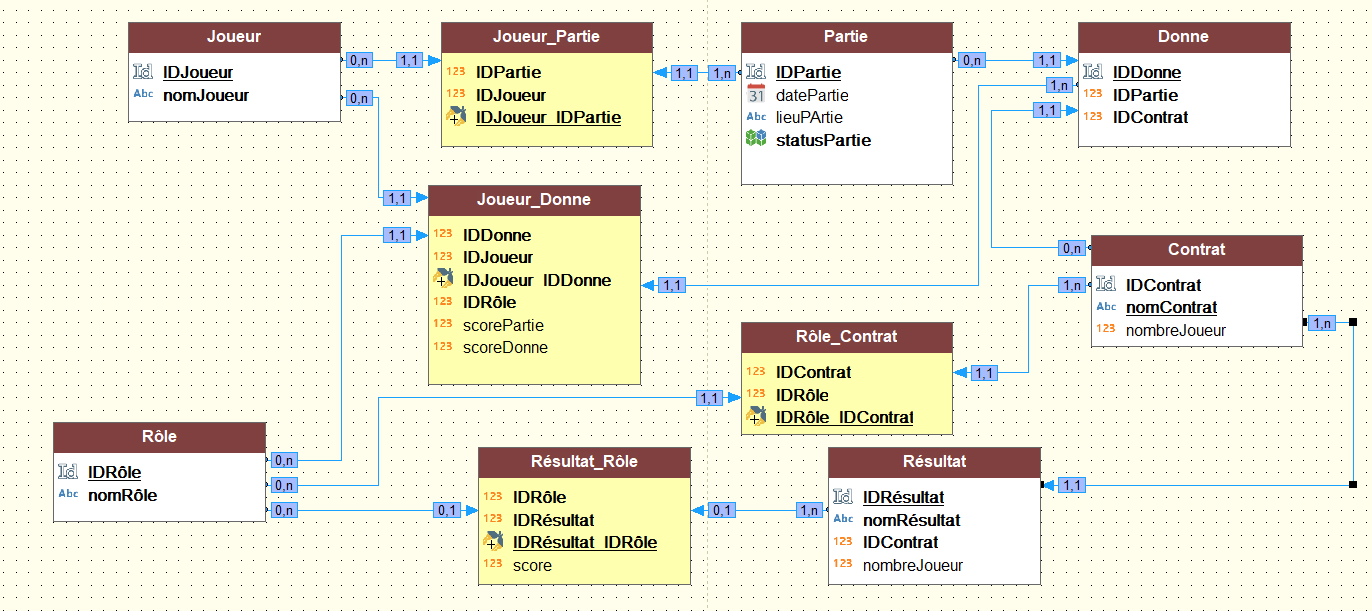 Joueur
IDJoueur
nomJoueur
0,n
0,n
1,1
Joueur_Partie
IDPartie
IDJoueur
IDJoueur_IDPartie
1,1
1,n
Partie
IDPartie
31 datePartie
lieuPArtie
statusPartie
0,n
1,1
1,n
1,1
Donne
IDDonne
IDPartie
IDContrat
1,1
1,1
Joueur_Donne
IDDonne
IDJoueur
IDJoueur_IDDonne
IDRôle
scorePartie
scoreDonne
1,1
0,n
1,n
Contrat
IDContrat
nomContrat
nombreJoueur
1,n
Rôle_Contrat
IDContrat
IDRôle
IDRôle_IDContrat
1,1
1,1
Rôle
IDRôle
nomRôle
0,n
0,n
0,n
0,1
Résultat_Rôle
IDRôle
IDRésultat
IDRésultat_IDRôle
score
0,1
1,n
Résultat
IDRésultat
nomRésultat
IDContrat
nombreJoueur
1,1